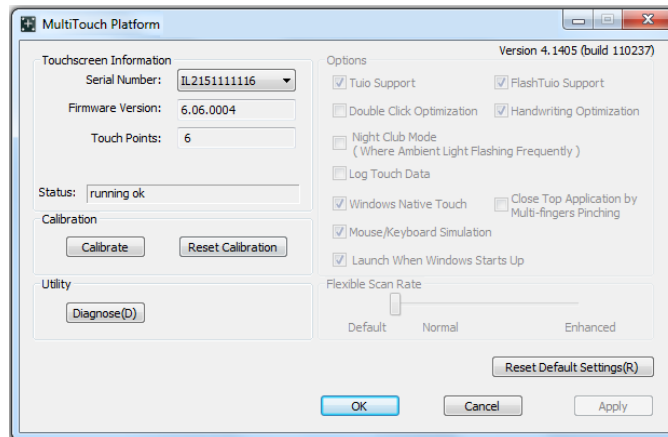 MultiTouch Platform
Version 4.1405 (build 110237)
Touchscreen Information
Serial Number: IL2151111116
Firmware Version: 6.06.0004
Touch Points: 6
Status: running ok
Calibration
Calibrate Reset Calibration
Utility
Diagnose(D)
Options
Tuio Support FlashTuio Support
Double Click Optimization Handwriting Optimization
Night Club Mode
( Where Ambient Light Flashing Frequently )
Log Touch Data
Windows Native Touch Close Top Application by
Multi-fingers Pinching
Mouse/Keyboard Simulation
Launch When Windows Starts Up
Flexible Scan Rate
Default Normal Enhanced
Reset Default Settings(R)
OK Cancel Apply